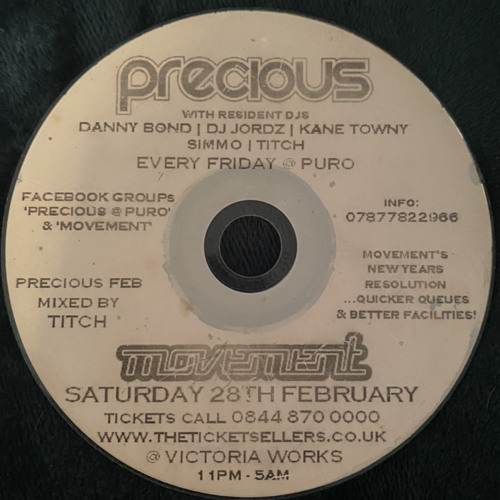 precious
WITH RESIDENT DJS
DANNY BOND | DJ JORDZ | KANE TOWNY
SIMMO | TITCH
EVERY FRIDAY @ PURO
FACEBOOK GROUPS
'PRECIOUS @ PURO'
& 'MOVEMENT'
INFO:
07877822966
PRECIOUS FEB
MIXED BY
TITCH
MOVEMENT'S
NEW YEARS
RESOLUTION
...QUICKER QUEUES
& BETTER FACILITIES!
movement
SATURDAY 28TH FEBRUARY
TICKETS CALL 0844 870 0000
WWW.THETICKETSELLERS.CO.UK
@ VICTORIA WORKS
11PM - 5AM